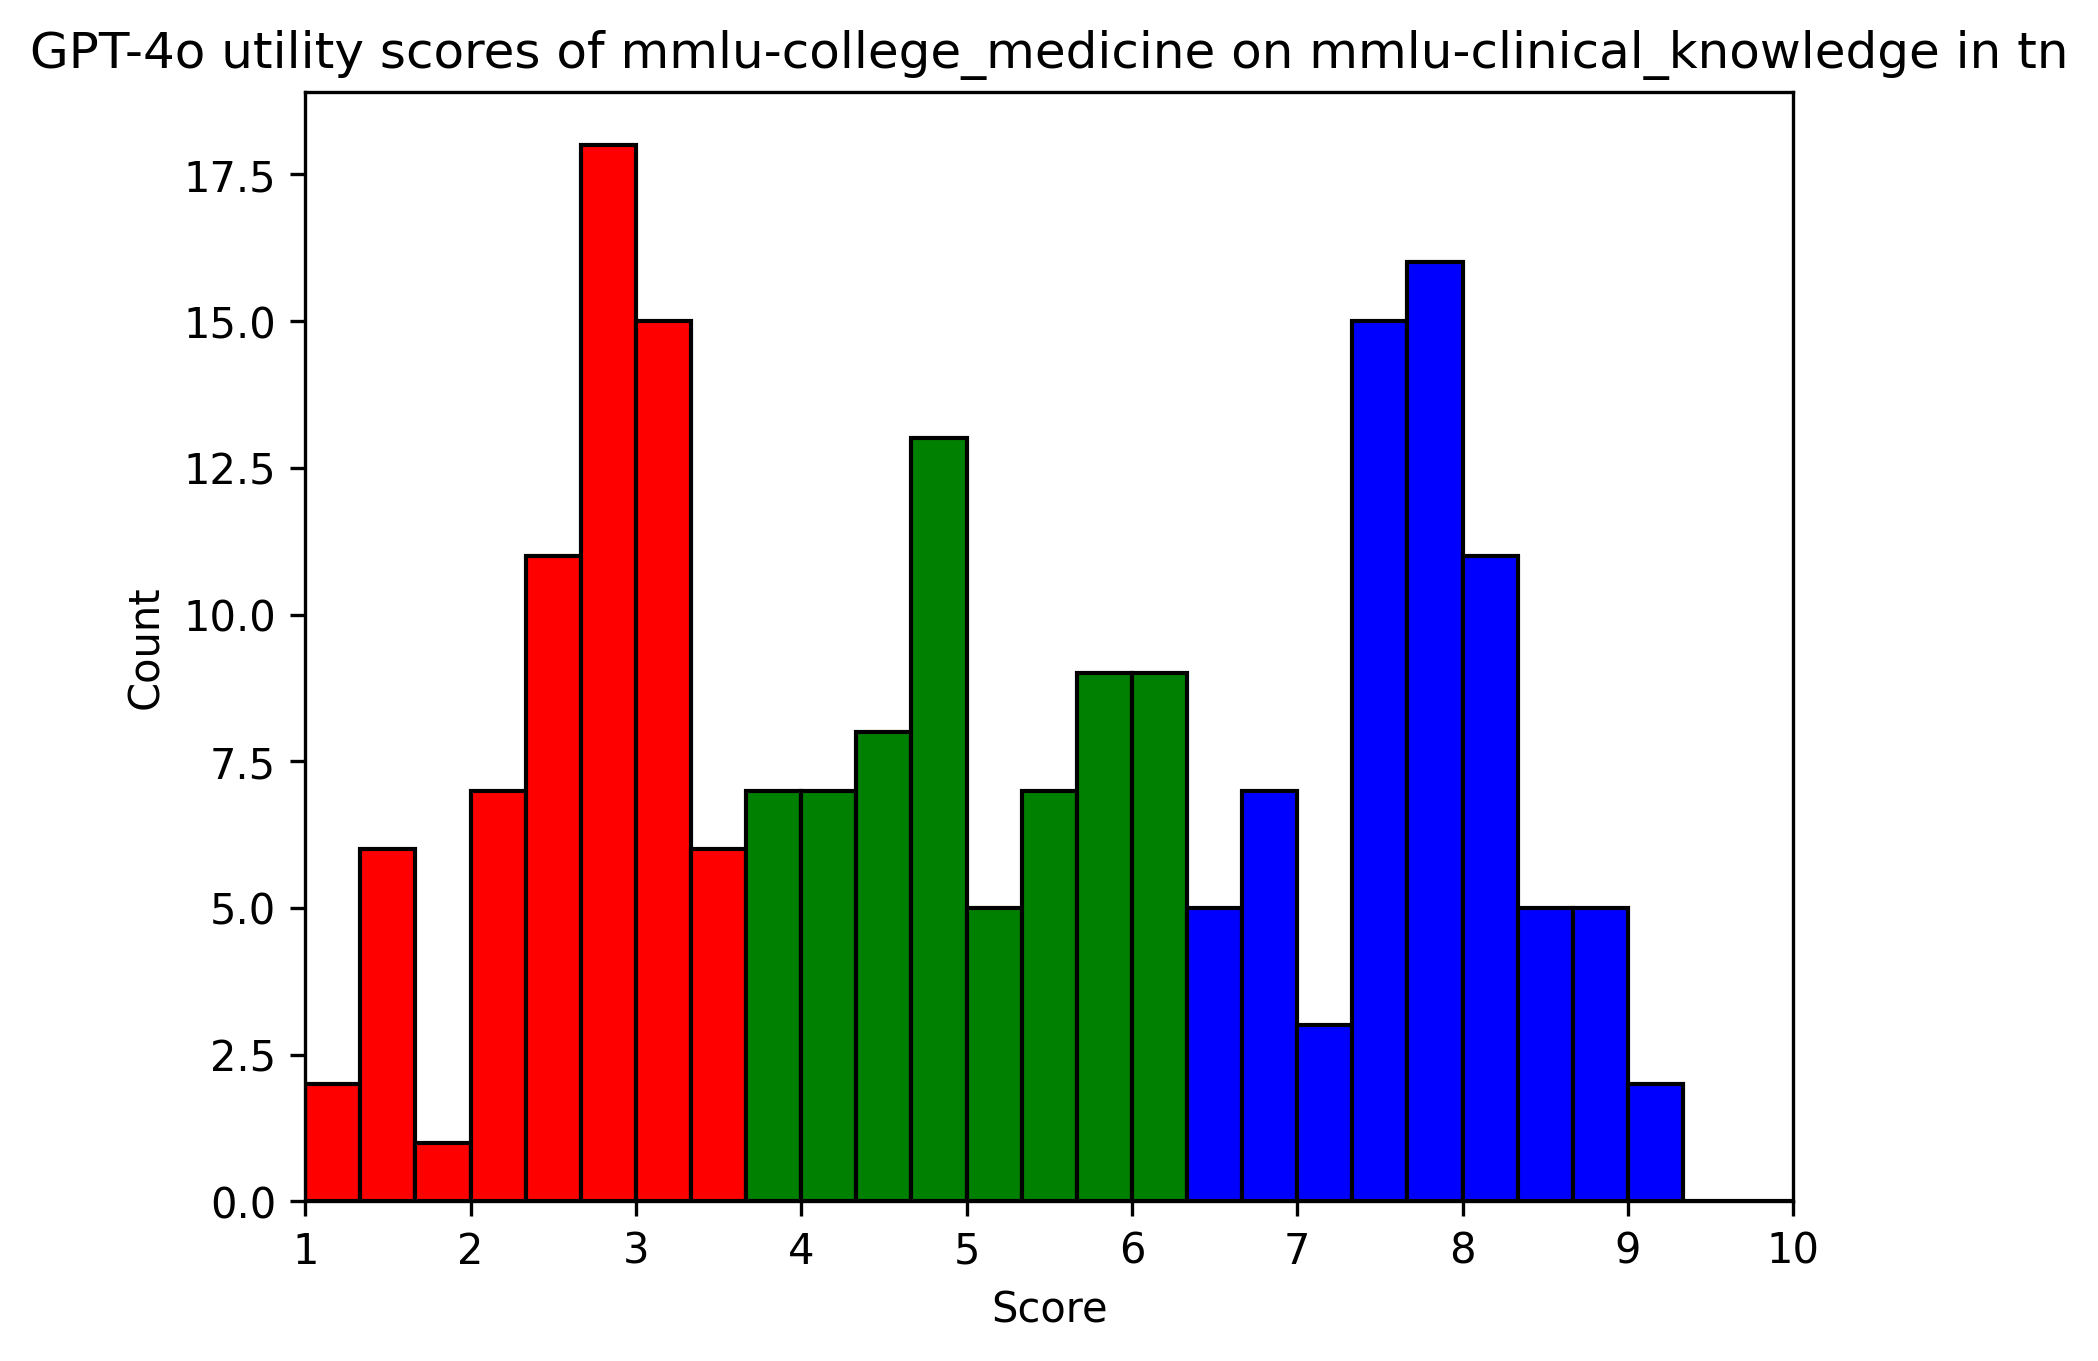 GPT-4o utility scores of mmlu-college_medicine on mmlu-clinical_knowledge in tn
17.5
15.0
12.5
10.0
7.5
5.0
2.5
0.0
Count
1 2 3 4 5 6 7 8 9 10
Score